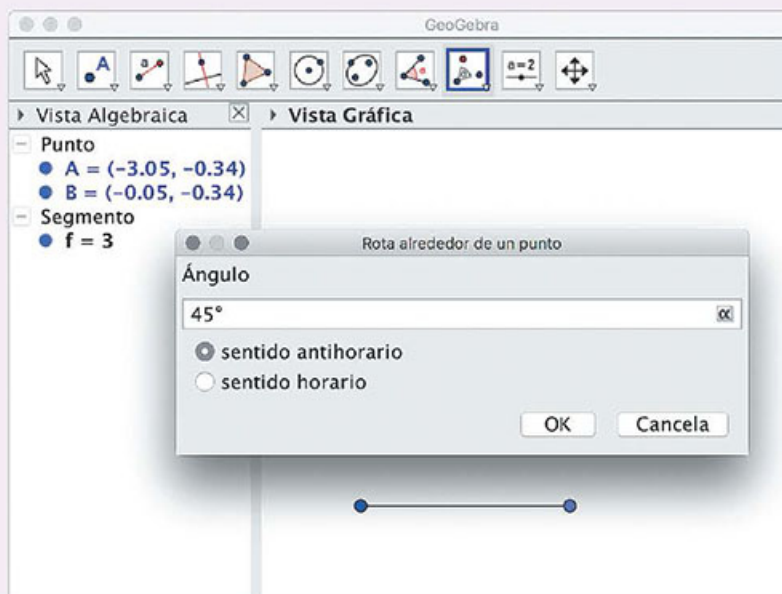 GeoGebra
A
a
a=2
Vista Algebraica
Vista Gráfica
Punto
A = (-3.05, -0.34)
B = (-0.05, -0.34)
Segmento
f = 3
Rota alrededor de un punto
Ángulo
45°
α
sentido antihorario
sentido horario
OK
Cancela